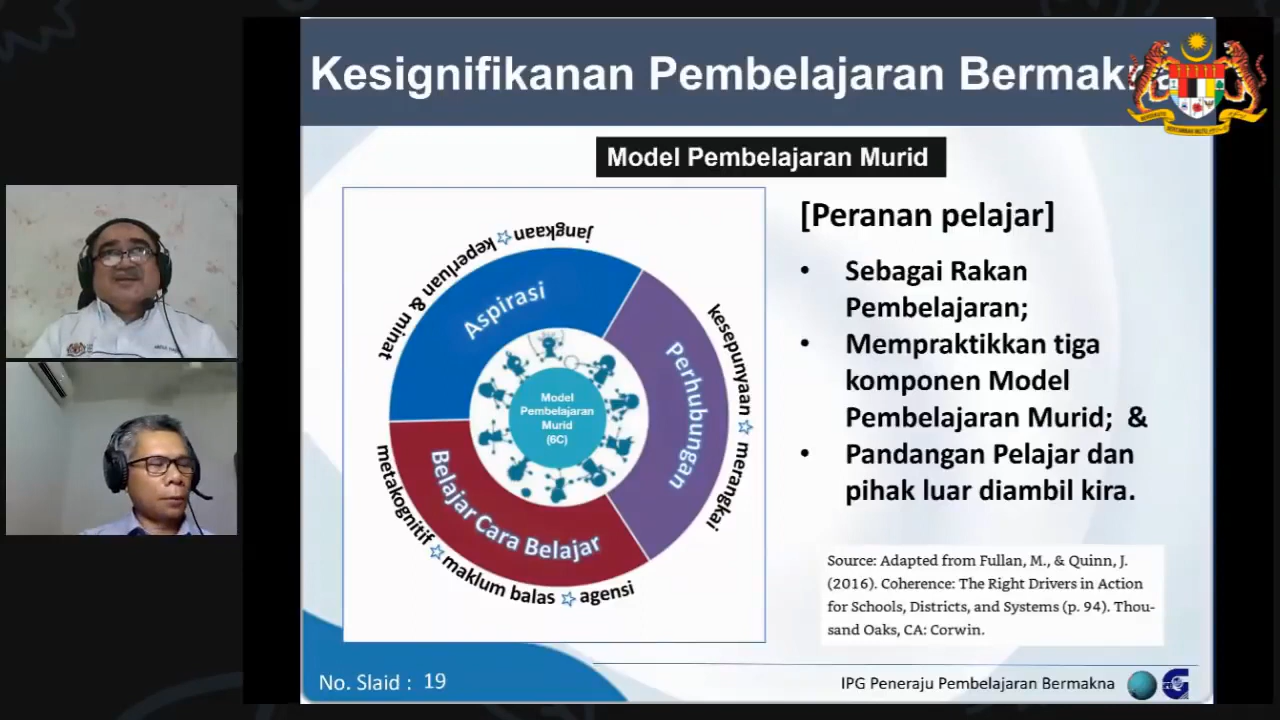 Kesignifikanan Pembelajaran Bermakna
Model Pembelajaran Murid
keperluan & minat
jangkaan
Aspirasi
Perhubungan
kesepunyaan
merangkai
Model
Pembelajaran
Murid
(6C)
Belajar Cara Belajar
metakognitif
maklum balas
agensi
[Peranan pelajar]
• Sebagai Rakan
Pembelajaran;
• Mempraktikkan tiga
komponen Model
Pembelajaran Murid; &
• Pandangan Pelajar dan
pihak luar diambil kira.
Source: Adapted from Fullan, M., & Quinn, J.
(2016). Coherence: The Right Drivers in Action
for Schools, Districts, and Systems (p. 94). Thou-
sand Oaks, CA: Corwin.
No. Slaid : 19
IPG Peneraju Pembelajaran Bermakna